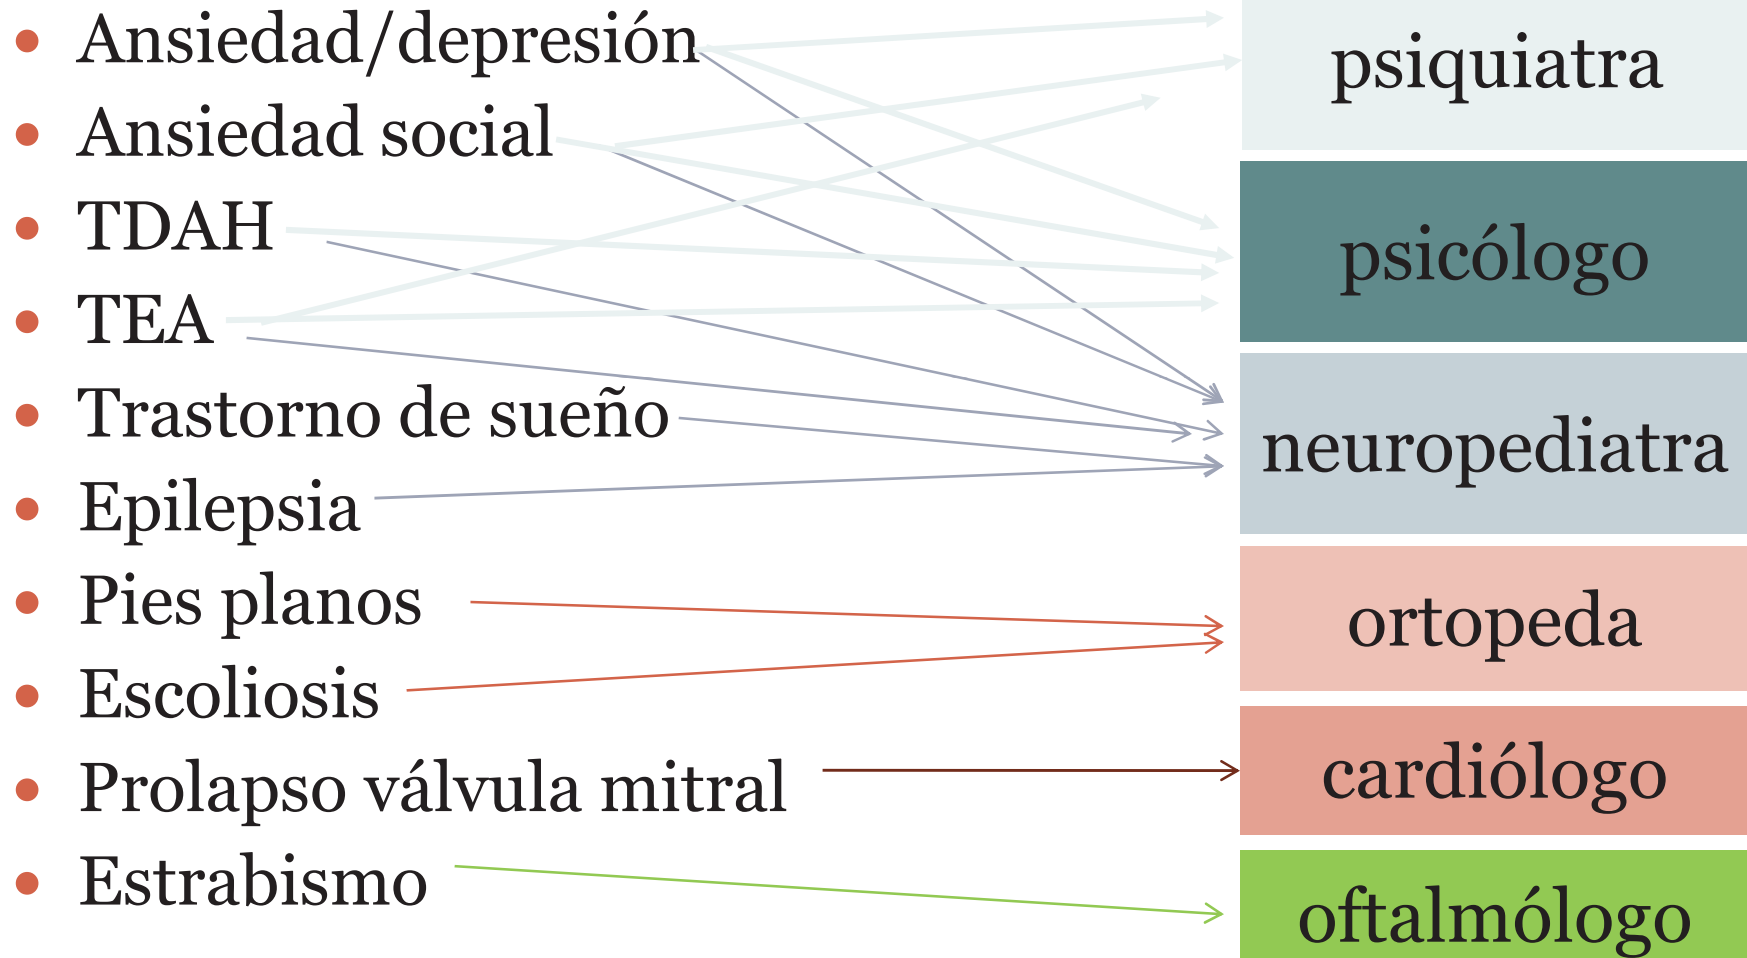 • Ansiedad/depresión
• Ansiedad social
• TDAH
• TEA
• Trastorno de sueño
• Epilepsia
• Pies planos
• Escoliosis
• Prolapso válvula mitral
• Estrabismo
psiquiatra
psicólogo
neuropediatra
ortopeda
cardiólogo
oftalmólogo